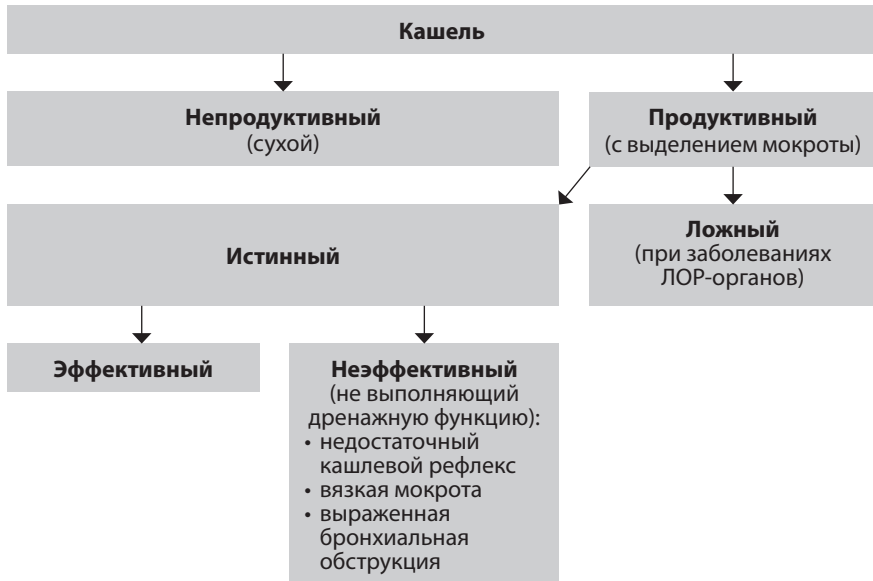 Кашель
Непродуктивный
(сухой)
Продуктивный
(с выделением мокроты)
Истинный
Ложный
(при заболеваниях
ЛОР-органов)
Эффективный
Неэффективный
(не выполняющий
дренажную функцию):
• недостаточный
кашлевой рефлекс
• вязкая мокрота
• выраженная
бронхиальная
обструкция